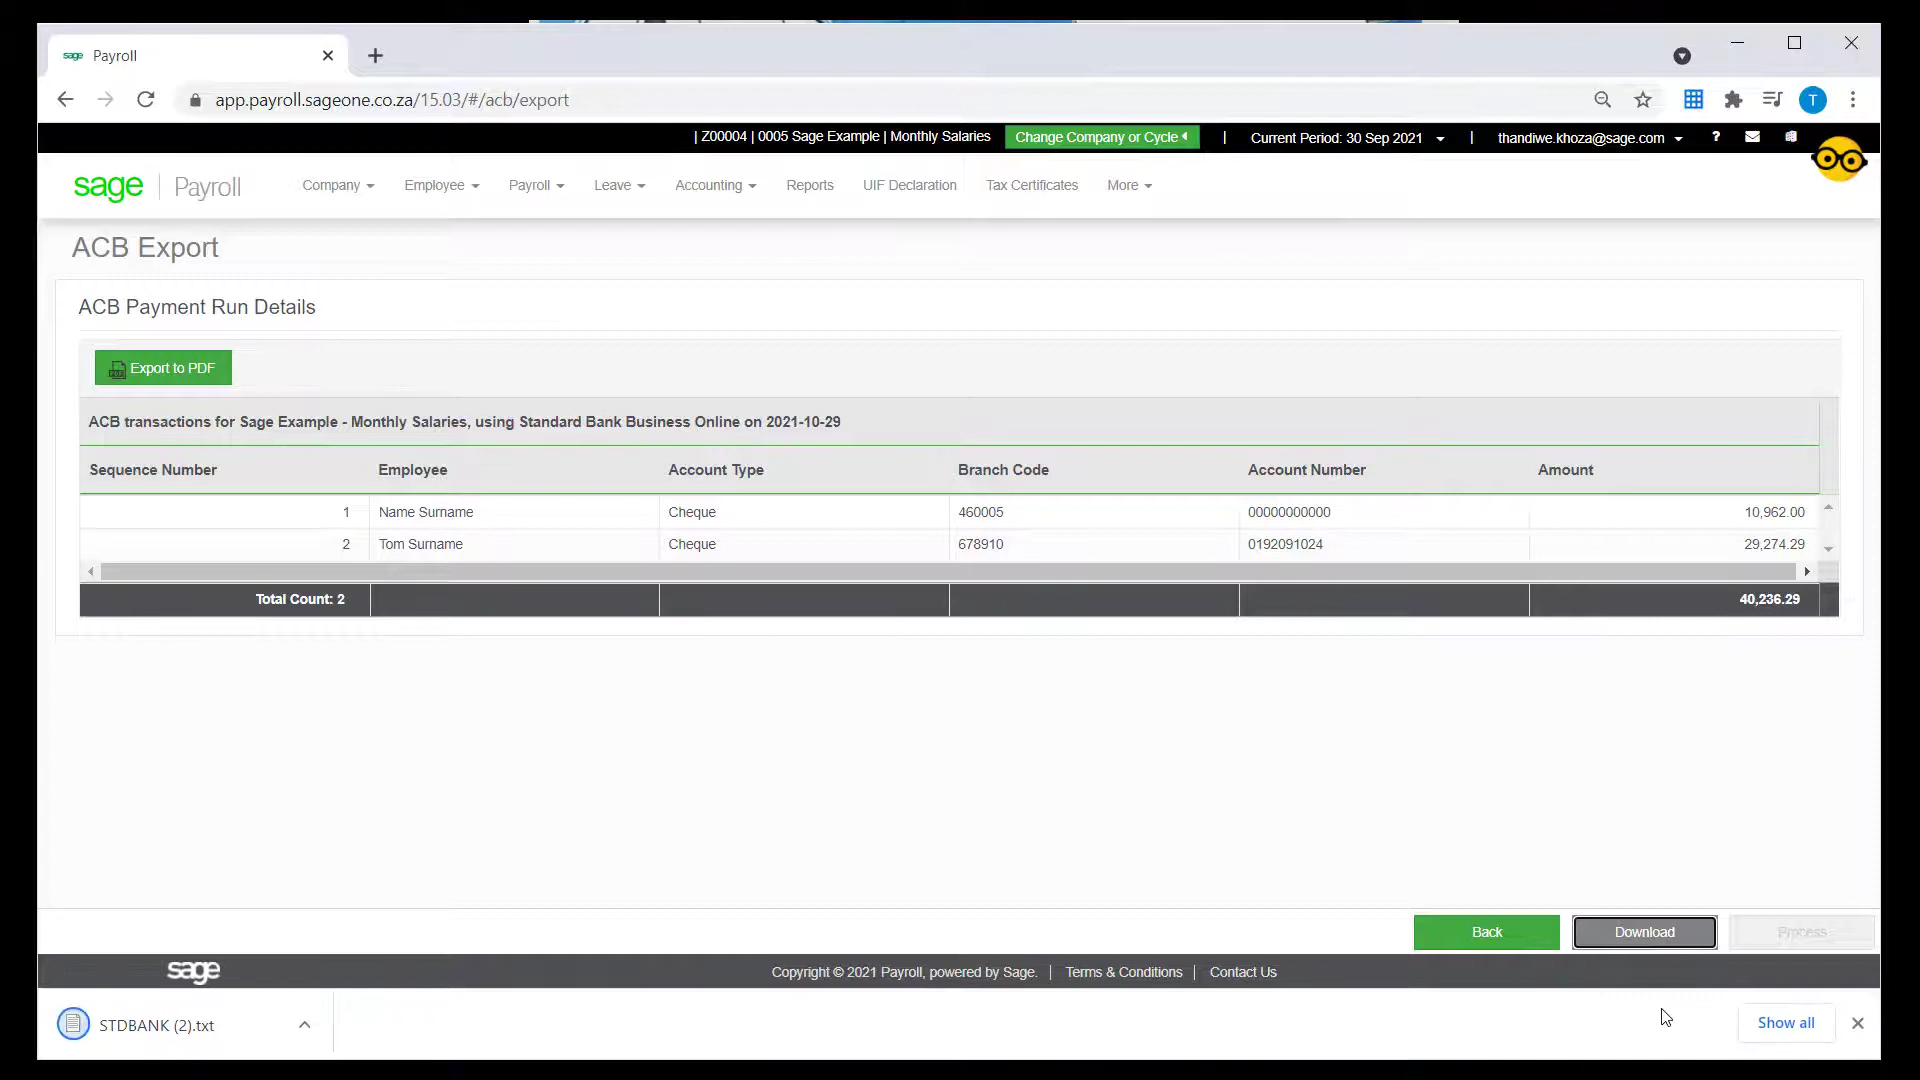 sage Payroll
app.payroll.sageone.co.za/15.03/#/acb/export
T
| Z00004 | 0005 Sage Example | Monthly Salaries Change Company or Cycle | Current Period: 30 Sep 2021 | thandiwe.khoza@sage.com ?
sage Payroll Company Employee Payroll Leave Accounting Reports UIF Declaration Tax Certificates More
ACB Export
ACB Payment Run Details
Export to PDF
ACB transactions for Sage Example - Monthly Salaries, using Standard Bank Business Online on 2021-10-29
Sequence Number Employee Account Type Branch Code Account Number Amount
1 Name Surname Cheque 460005 00000000000 10,962.00
2 Tom Surname Cheque 678910 0192091024 29,274.29
Total Count: 2 40,236.29
Back Download Process
sage Copyright © 2021 Payroll, powered by Sage. | Terms & Conditions | Contact Us
STDBANK (2).txt Show all